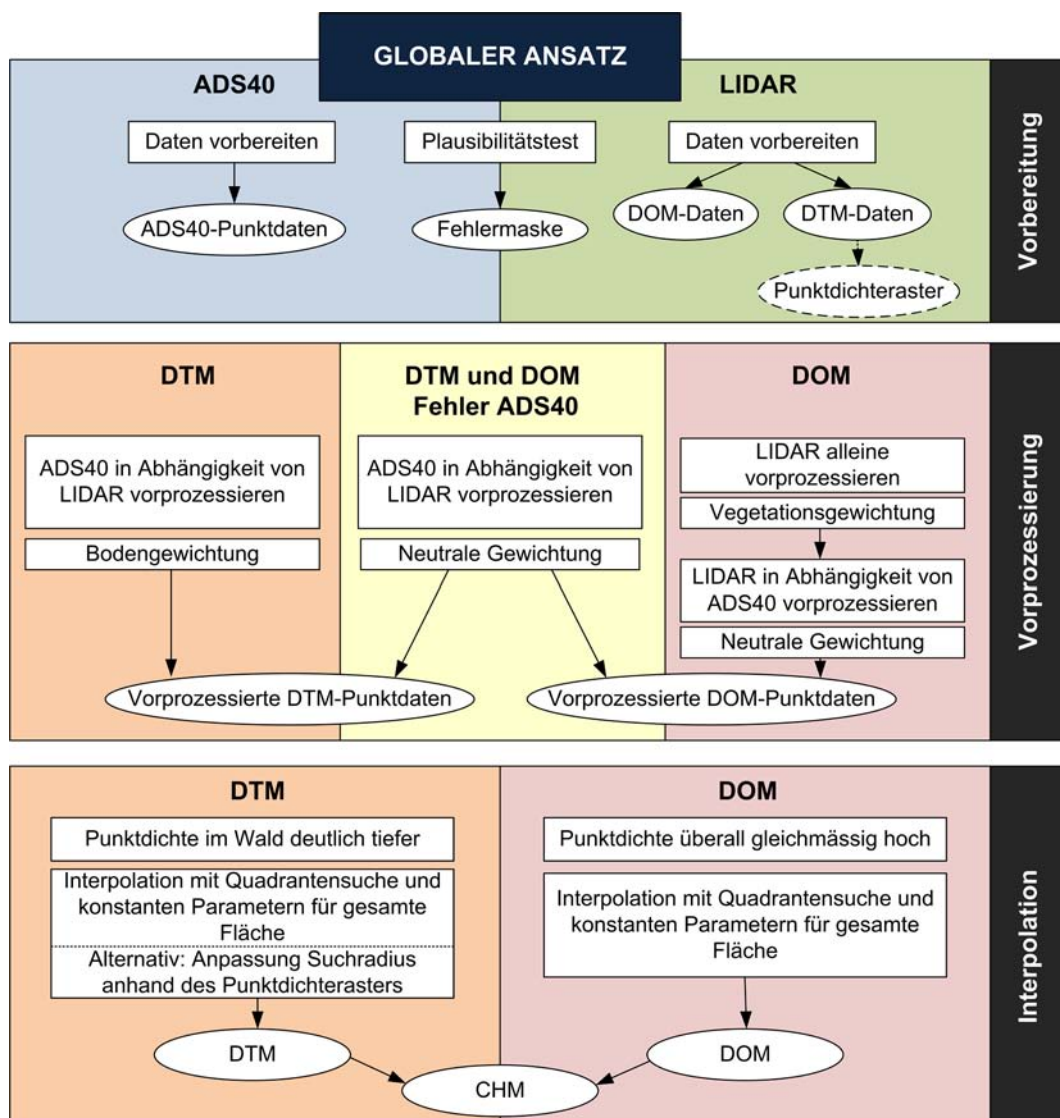 GLOBALER ANSATZ
ADS40
LIDAR
Daten vorbereiten
Plausibilitätstest
Daten vorbereiten
ADS40-Punktdaten
Fehlermaske
DOM-Daten
DTM-Daten
Punktdichteraster
Vorbereitung
DTM
DTM und DOM
Fehler ADS40
DOM
ADS40 in Abhängigkeit von
LIDAR vorprozessieren
Bodengewichtung
ADS40 in Abhängigkeit von
LIDAR vorprozessieren
Neutrale Gewichtung
LIDAR alleine
vorprozessieren
Vegetationsgewichtung
LIDAR in Abhängigkeit von
ADS40 vorprozessieren
Neutrale Gewichtung
Vorprozessierte DTM-Punktdaten
Vorprozessierte DOM-Punktdaten
Vorprozessierung
DTM
Punktdichte im Wald deutlich tiefer
Interpolation mit Quadrantensuche und
konstanten Parametern für gesamte
Fläche
Alternativ: Anpassung Suchradius
anhand des Punktdichterasters
DTM
DOM
Punktdichte überall gleichmässig hoch
Interpolation mit Quadrantensuche und
konstanten Parametern für gesamte
Fläche
DOM
CHM
Interpolation